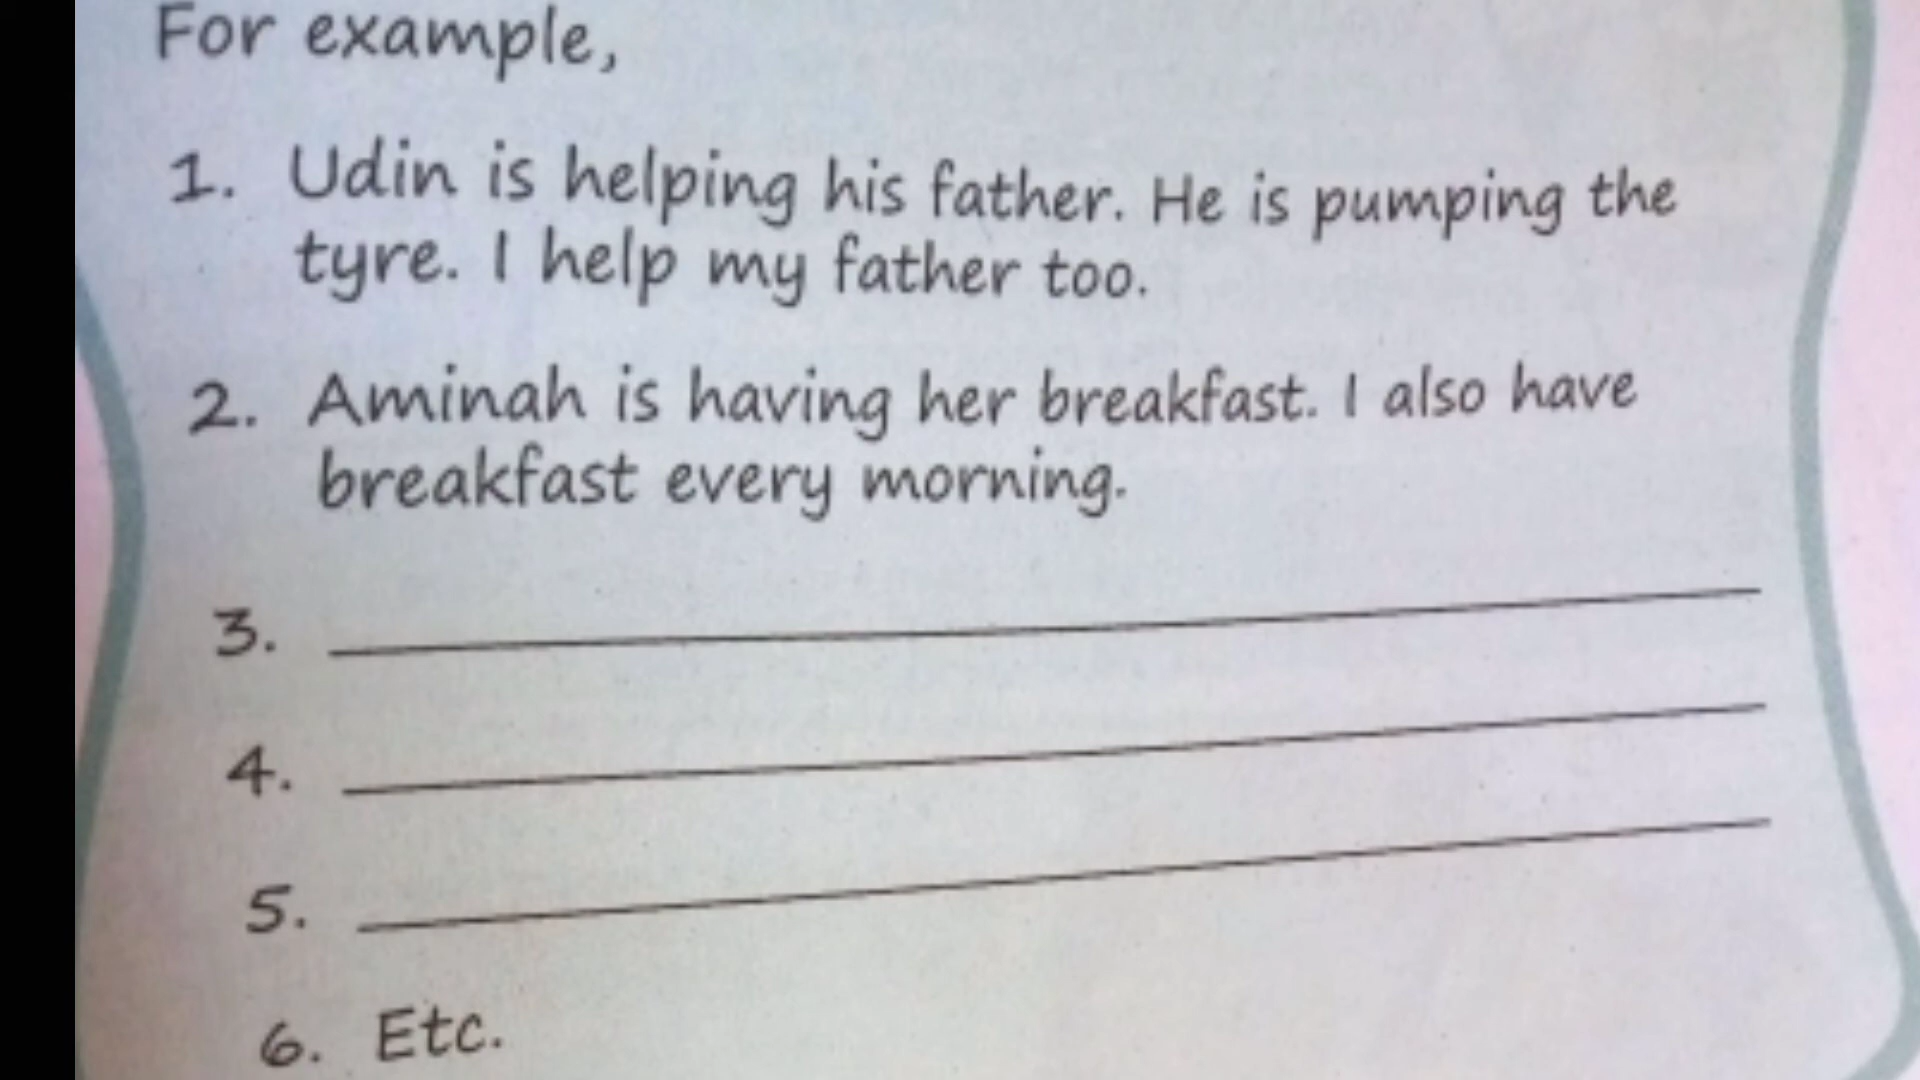 For example,
1. Udin is helping his father. He is pumping the
tyre. I help my father too.
2. Aminah is having her breakfast. I also have
breakfast every morning.
3.
4.
5.
6. Etc.